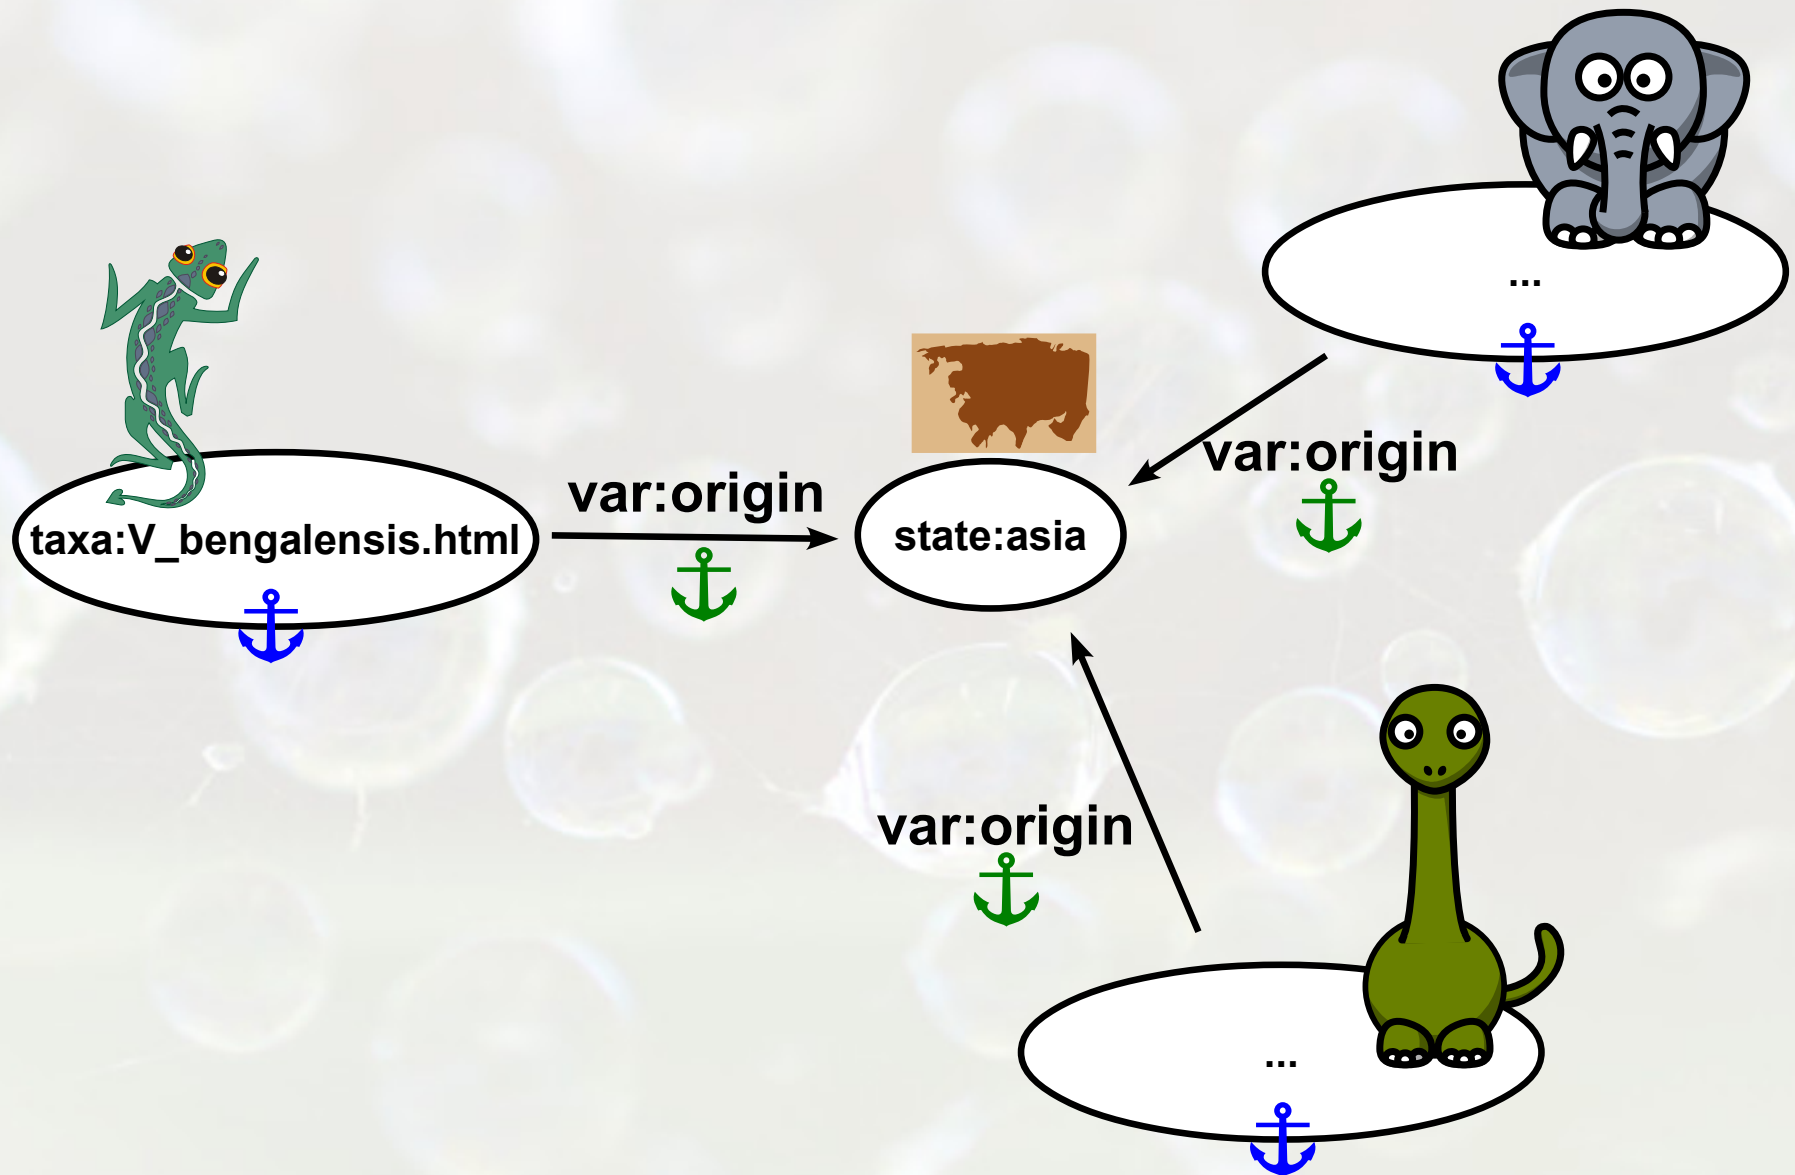 ...
var:origin
var:origin
taxa:V_bengalensis.html
state:asia
var:origin
...